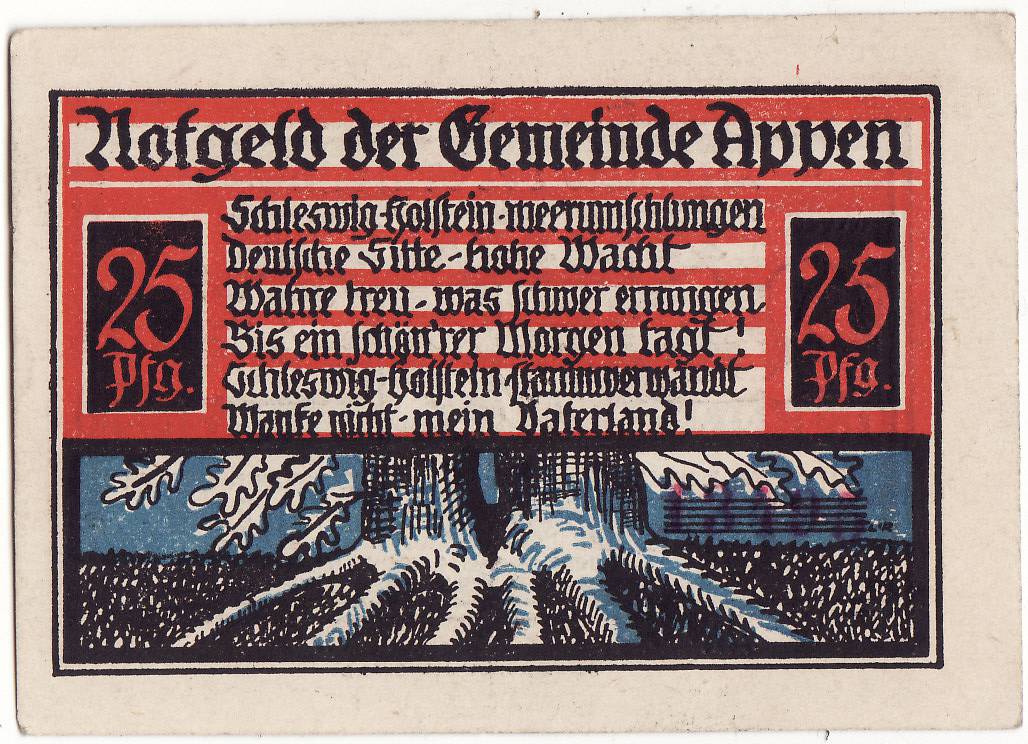 Notgeld der Gemeinde Appen
25
Pfg.
Schleswig-Holstein-meerumschlungen
Deutsche Sitte-hohe Wacht
Wahre treu-was schwer errungen-
Bis ein schön'rer Morgen tagt!
Schleswig-Holstein-stammverwandt
Wanke nicht-mein Vaterland!
25
Pfg.